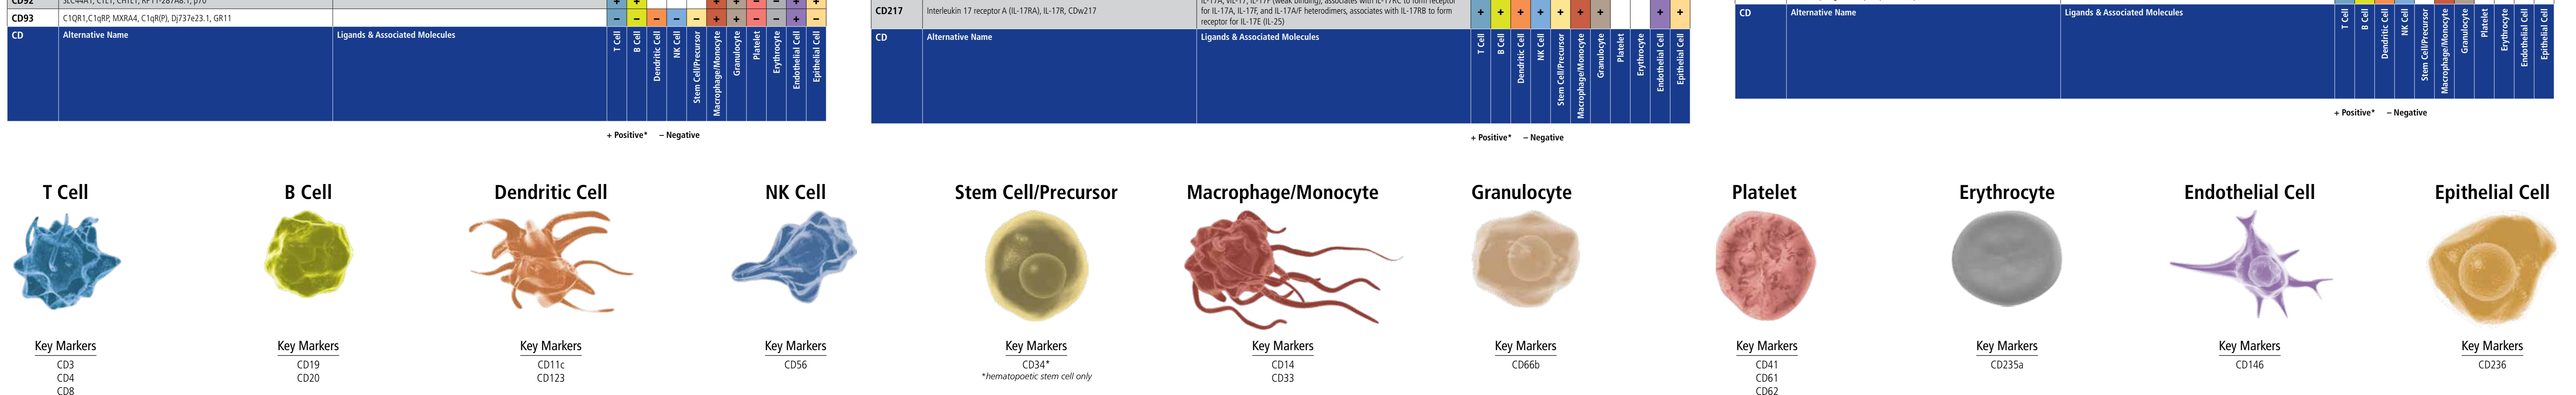 CD92 SLC44A1, CTL1, CHTL1, RP11-287A8.1, p70 + + + + – – + +
CD93 C1QR1,C1qRP, MXRA4, C1qR(P), Dj737e23.1, GR11 – – – – – + + – – + +
CD Alternative Name Ligands & Associated Molecules T Cell B Cell Dendritic Cell NK Cell Stem Cell/Precursor Macrophage/Monocyte Granulocyte Platelet Erythrocyte Endothelial Cell Epithelial Cell
+ Positive* – Negative
CD217 Interleukin 17 receptor A (IL-17RA), IL-17R, CDw217
for IL-17A, IL-17F, and IL-17A/F heterodimers, associates with IL-17RB to form
receptor for IL-17E (IL-25)
+ + + + + + + + +
CD Alternative Name Ligands & Associated Molecules T Cell B Cell Dendritic Cell NK Cell Stem Cell/Precursor Macrophage/Monocyte Granulocyte Platelet Erythrocyte Endothelial Cell Epithelial Cell
+ Positive* – Negative
CD Alternative Name Ligands & Associated Molecules T Cell B Cell Dendritic Cell NK Cell Stem Cell/Precursor Macrophage/Monocyte Granulocyte Platelet Erythrocyte Endothelial Cell Epithelial Cell
+ Positive* – Negative
T Cell
Key Markers
CD3
CD4
CD8
B Cell
Key Markers
CD19
CD20
Dendritic Cell
Key Markers
CD11c
CD123
NK Cell
Key Markers
CD56
Stem Cell/Precursor
Key Markers
CD34*
*hematopoetic stem cell only
Macrophage/Monocyte
Key Markers
CD14
CD33
Granulocyte
Key Markers
CD66b
Platelet
Key Markers
CD41
CD61
CD62
Erythrocyte
Key Markers
CD235a
Endothelial Cell
Key Markers
CD146
Epithelial Cell
Key Markers
CD236